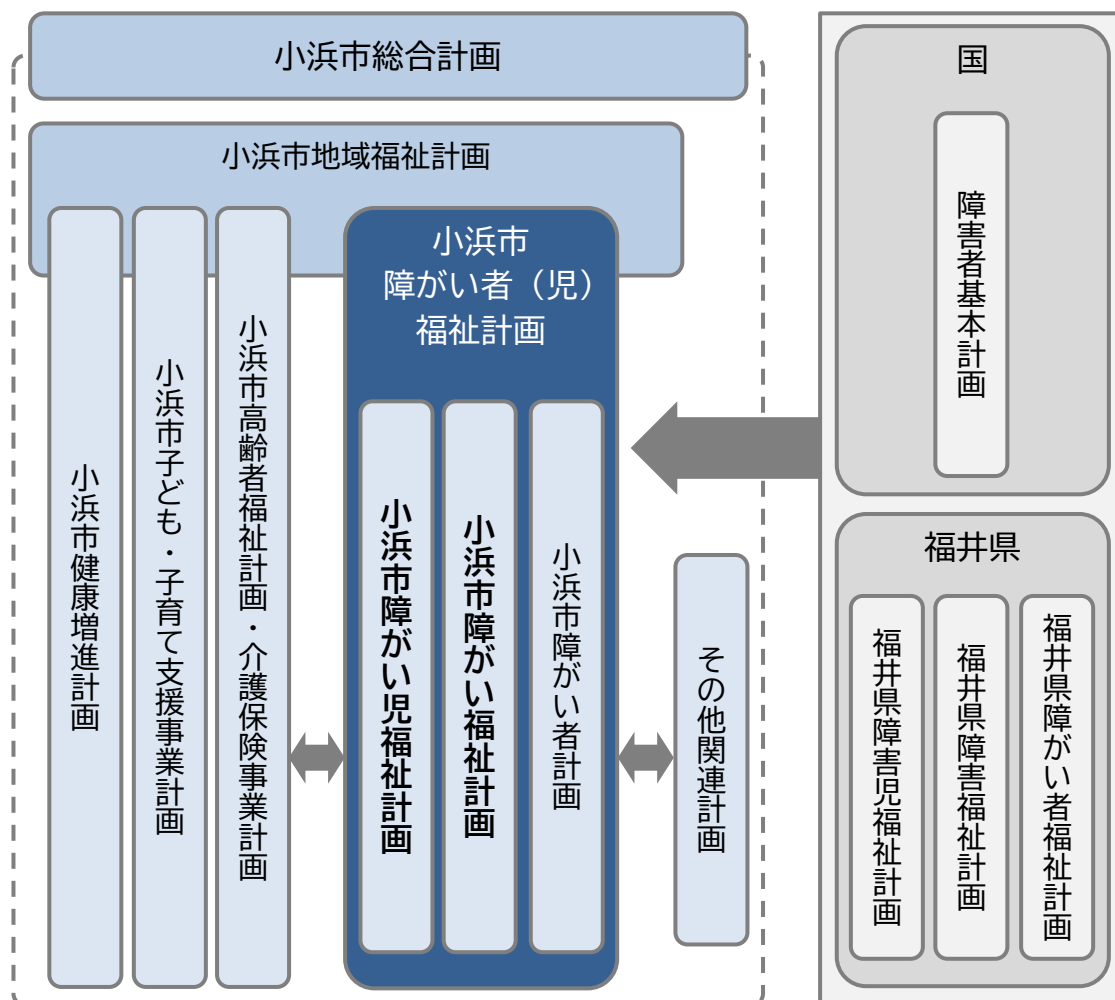 小浜市総合計画
小浜市地域福祉計画
小浜市健康増進計画
小浜市子ども・子育て支援事業計画
小浜市高齢者福祉計画・介護保険事業計画
小浜市
障がい者（児）
福祉計画
小浜市障がい児福祉計画
小浜市障がい福祉計画
小浜市障がい者計画
その他関連計画
国
障害者基本計画
福井県
福井県障害児福祉計画
福井県障害福祉計画
福井県障がい者福祉計画